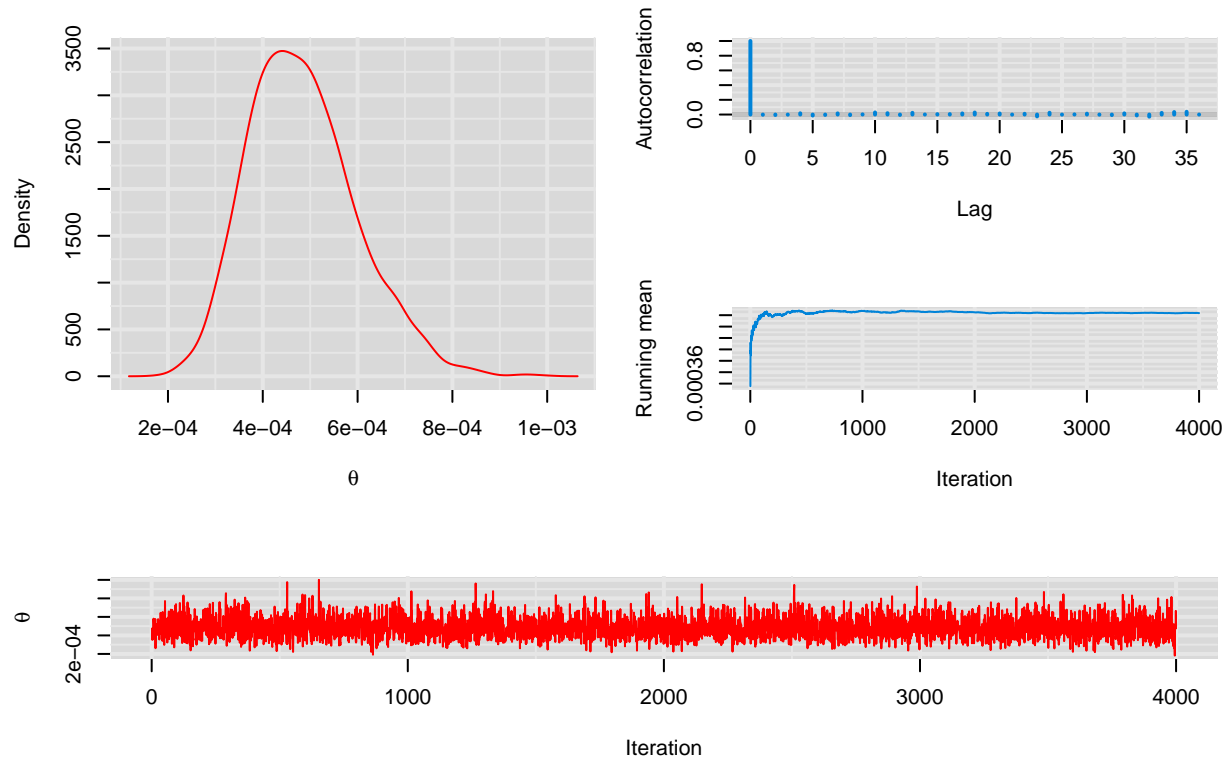 Density
0
500
1500
2500
3500
2e−04
4e−04
6e−04
8e−04
1e−03
θ
Autocorrelation
0.0
0.8
0
5
10
15
20
25
30
35
Lag
Running mean
0.00036
0
1000
2000
3000
4000
Iteration
θ
2e−04
0
1000
2000
3000
4000
Iteration